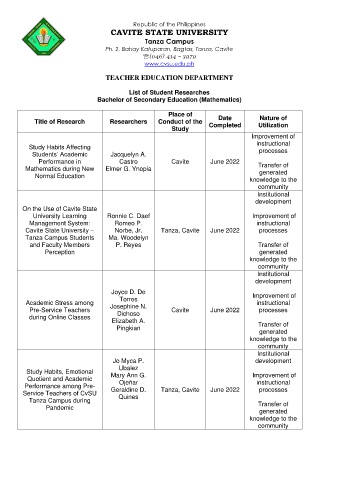 Republic of the Philippines
CAVITE STATE UNIVERSITY
Tanza Campus
Ph. 2, Bahay Katuparan, Bagtas, Tanza, Cavite
☏(046) 414 – 3979
www.cvsu.edu.ph
TEACHER EDUCATION DEPARTMENT
List of Student Researches
Bachelor of Secondary Education (Mathematics)
Title of Research
Researchers
Place of
Conduct of the
Study
Date
Completed
Nature of
Utilization
Study Habits Affecting
Students' Academic
Performance in
Mathematics during New
Normal Education
Jacquelyn A.
Castro
Elmer G. Ynopia
Cavite
June 2022
Improvement of
instructional
processes
Transfer of
generated
knowledge to the
community
On the Use of Cavite State
University Learning
Management System:
Cavite State University –
Tanza Campus Students
and Faculty Members
Perception
Ronnie C. Daef
Romeo P.
Norbe, Jr.
Ma. Woodelyn
P. Reyes
Tanza, Cavite
June 2022
Institutional
development
Improvement of
instructional
processes
Transfer of
generated
knowledge to the
community
Academic Stress among
Pre-Service Teachers
during Online Classes
Joyce D. De
Torres
Josephine N.
Dichoso
Elizabeth A.
Pingkian
Cavite
June 2022
Institutional
development
Improvement of
instructional
processes
Transfer of
generated
knowledge to the
community
Study Habits, Emotional
Quotient and Academic
Performance among Pre-
Service Teachers of CvSU
Tanza Campus during
Pandemic
Jo Myca P.
Ubalez
Mary Ann G.
Ojeñar
Geraldine D.
Quines
Tanza, Cavite
June 2022
Institutional
development
Improvement of
instructional
processes
Transfer of
generated
knowledge to the
community